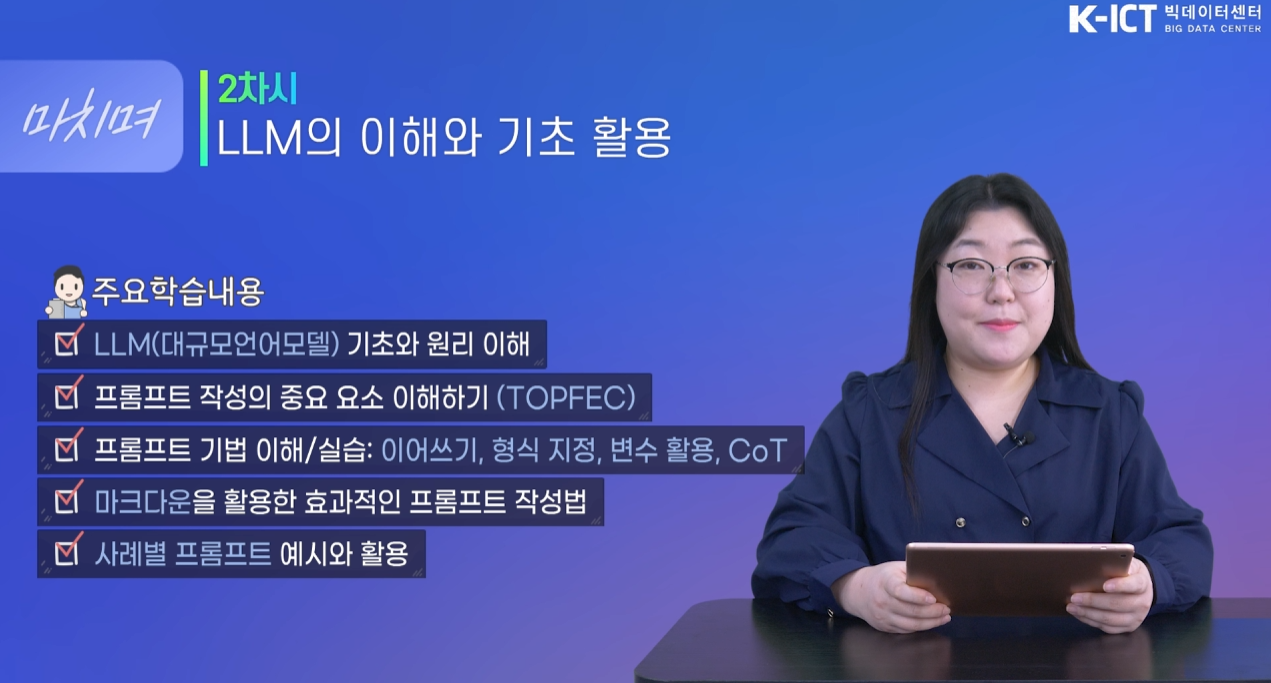 K-ICT 빅데이터센터
BIG DATA CENTER
마치며
2차시
LLM의 이해와 기초 활용
주요학습내용
LLM(대규모언어모델) 기초와 원리 이해
프롬프트 작성의 중요 요소 이해하기 (TOPFEC)
프롬프트 기법 이해/실습: 이어쓰기, 형식 지정, 변수 활용, CoT
마크다운을 활용한 효과적인 프롬프트 작성법
사례별 프롬프트 예시와 활용